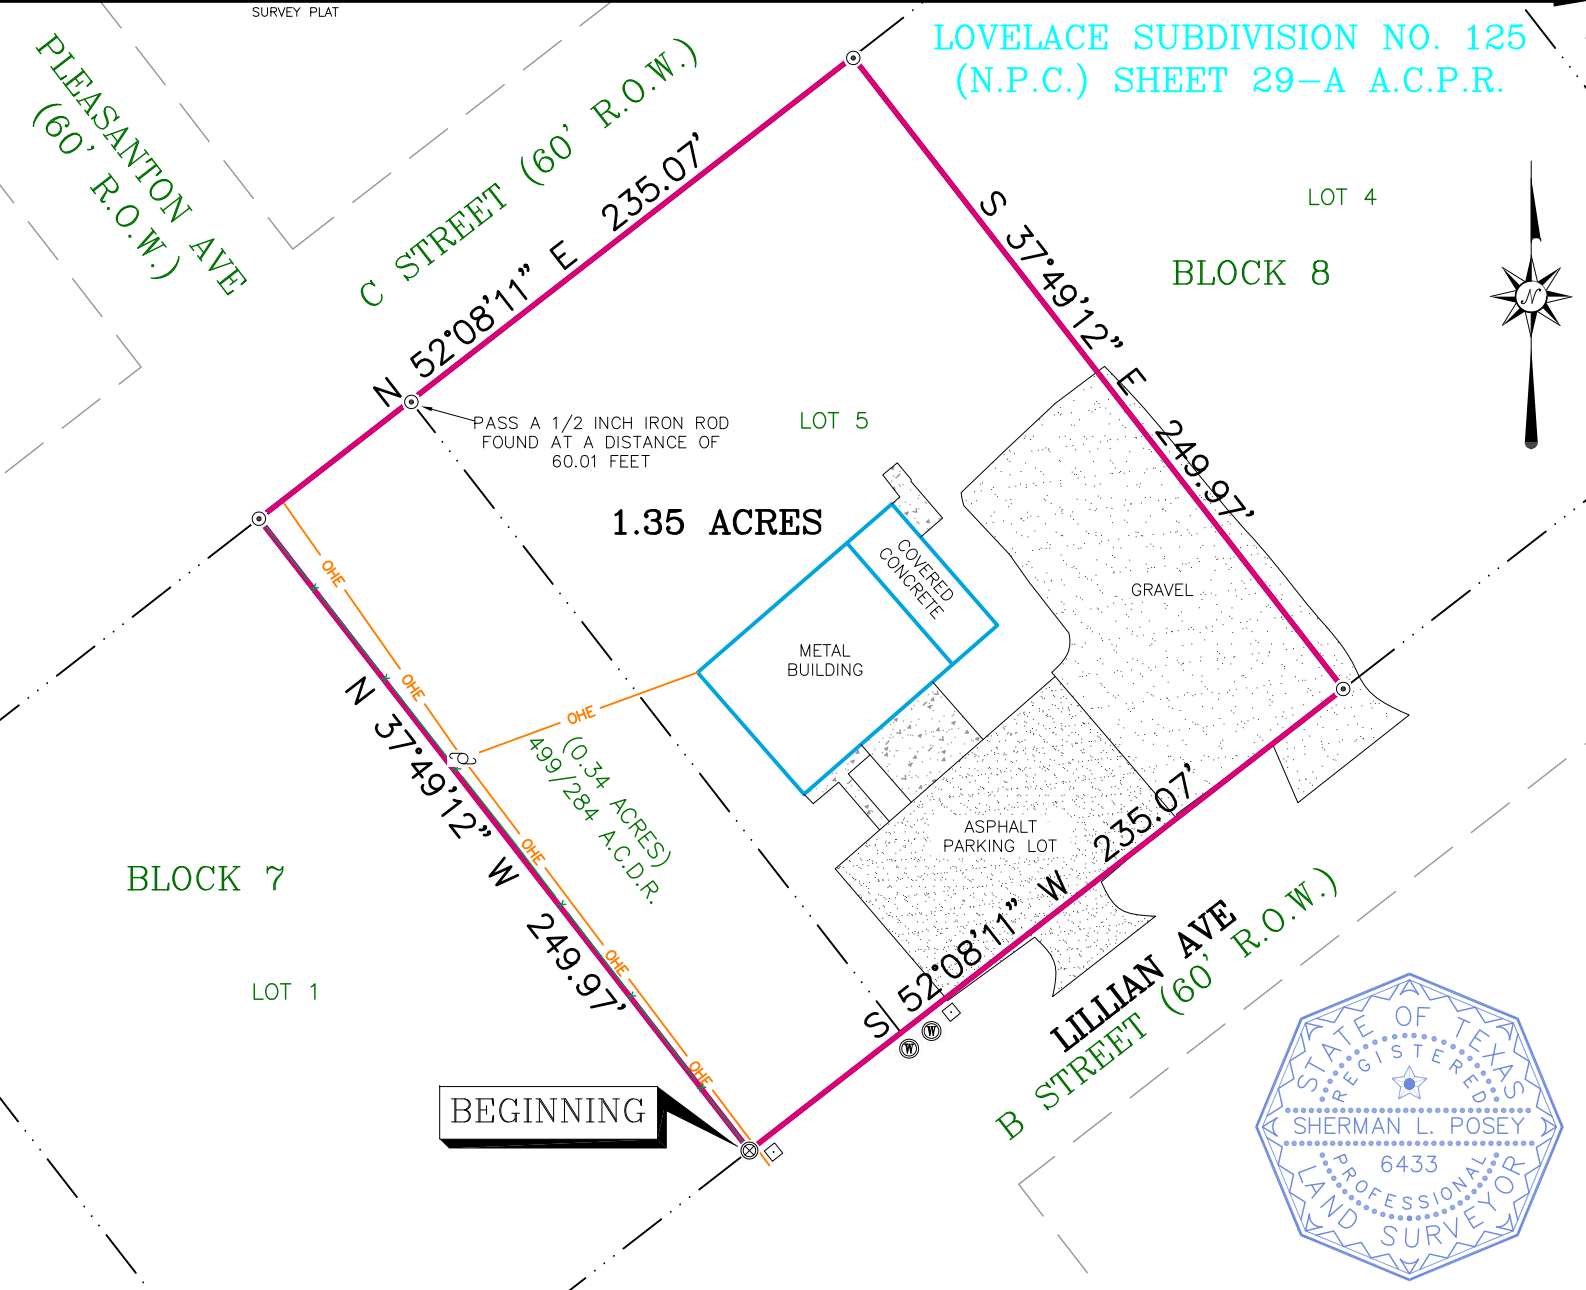 SURVEY PLAT
LOVELACE SUBDIVISION NO. 125
(N.P.C.) SHEET 29-A A.C.P.R.
PLEASANTON AVE
(60' R.O.W.)
C STREET (60' R.O.W.)
N 52°08'11" E 235.07'
S 37°49'12" E 249.97'
LOT 4
BLOCK 8
N
PASS A 1/2 INCH IRON ROD
FOUND AT A DISTANCE OF
60.01 FEET
LOT 5
1.35 ACRES
COVERED
CONCRETE
GRAVEL
METAL
BUILDING
OHE
OHE
OHE
OHE
OHE
OHE
N 37°49'12" W 249.97'
(0.34 ACRES)
499/284 A.C.D.R.
ASPHALT
PARKING LOT
S 52°08'11" W 235.07'
BLOCK 7
LOT 1
W
W
LILLIAN AVE
B STREET (60' R.O.W.)
BEGINNING
STATE OF TEXAS
REGISTERED
SHERMAN L. POSEY
6433
PROFESSIONAL
LAND SURVEYOR